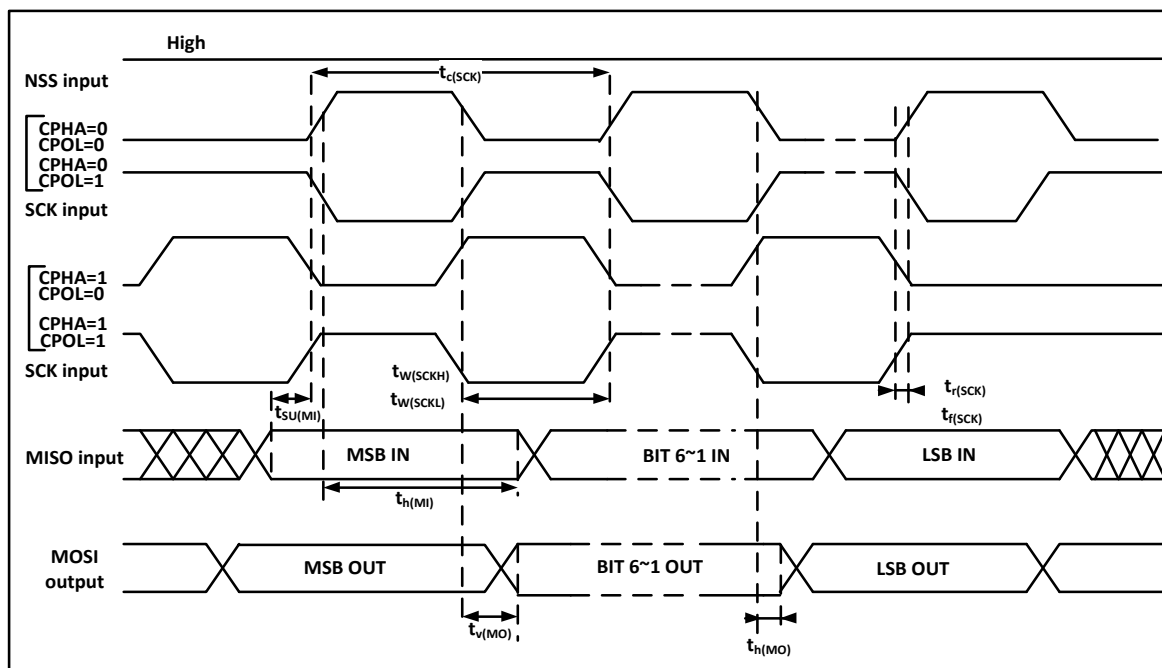 High
NSS input
tc(SCK)
CPHA=0
CPOL=0
CPHA=0
CPOL=1
SCK input
CPHA=1
CPOL=0
CPHA=1
CPOL=1
SCK input
tW(SCKH)
tW(SCKL)
tr(SCK)
tf(SCK)
tSU(MI)
MISO input
MSB IN
BIT 6~1 IN
LSB IN
th(MI)
MOSI
output
MSB OUT
BIT 6~1 OUT
LSB OUT
tv(MO)
th(MO)